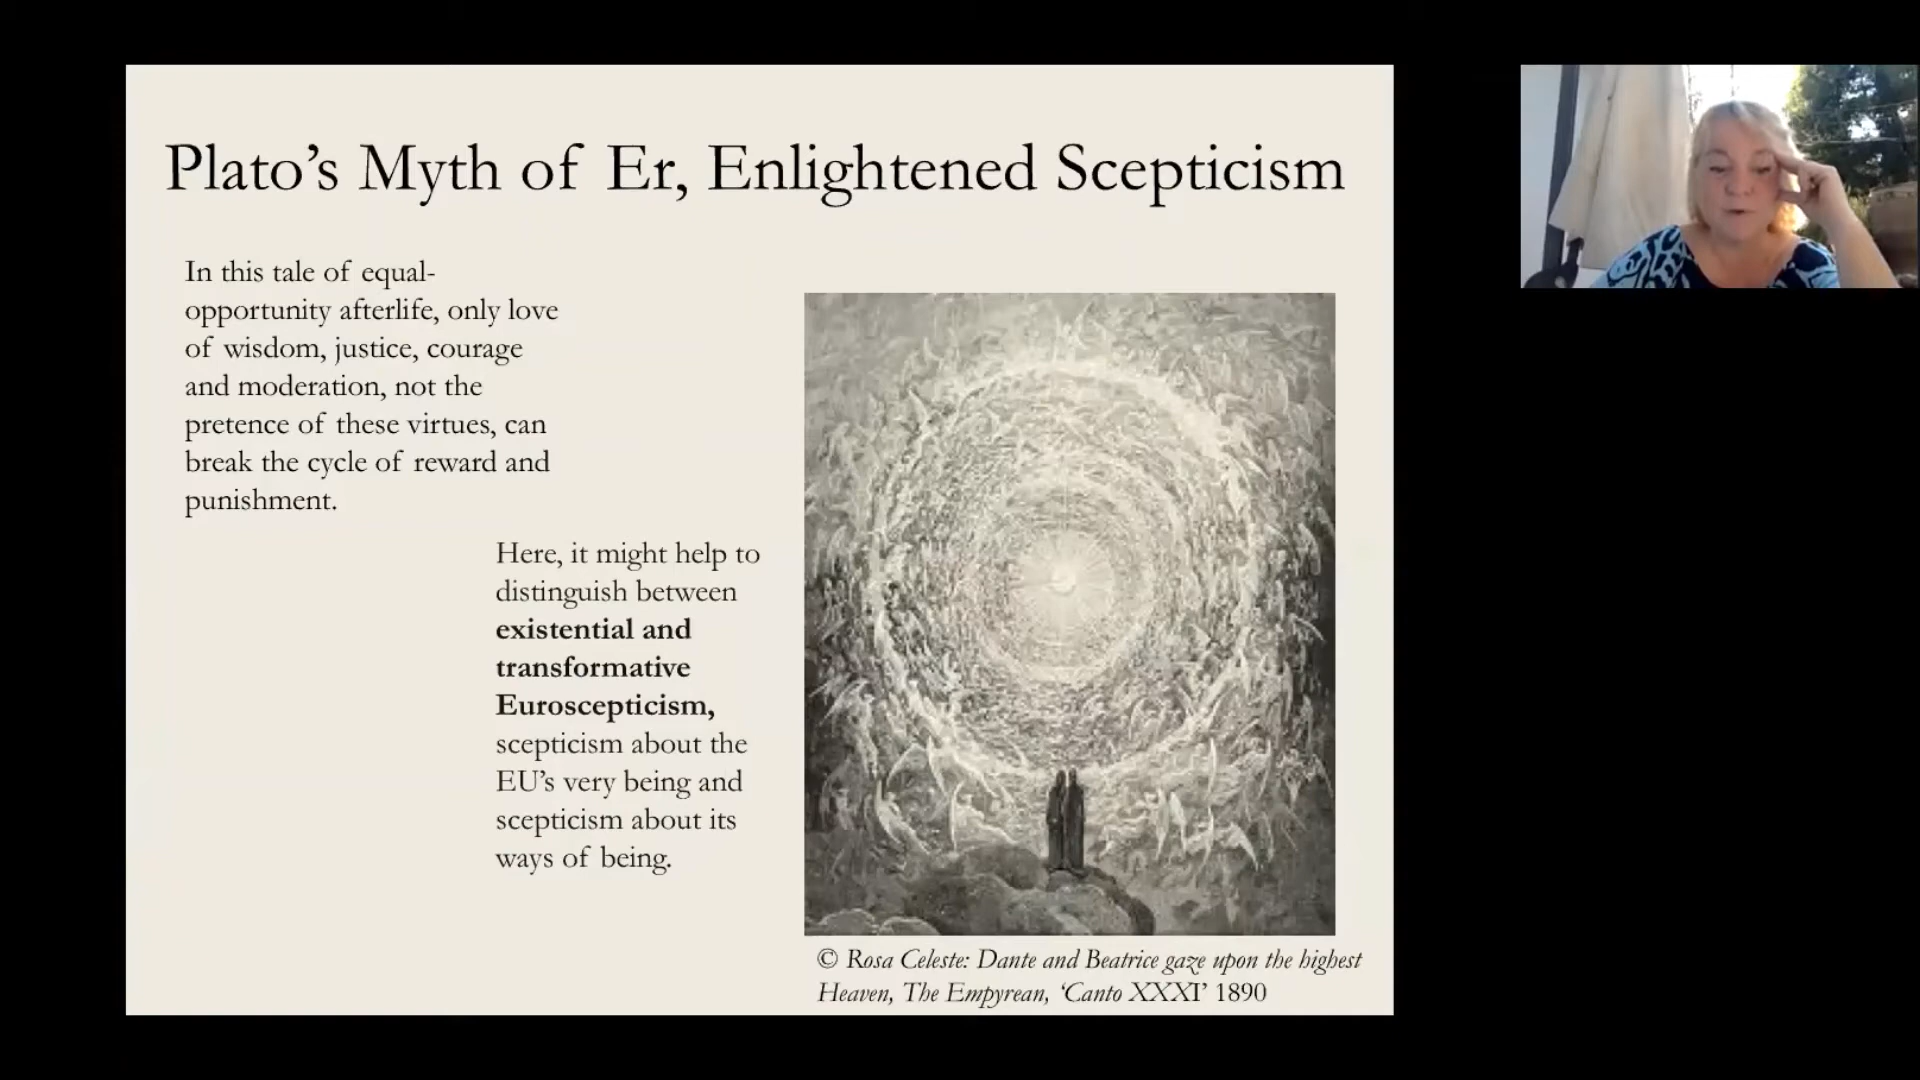 Plato’s Myth of Er, Enlightened Scepticism
In this tale of equal-
opportunity afterlife, only love
of wisdom, justice, courage
and moderation, not the
pretence of these virtues, can
break the cycle of reward and
punishment.
Here, it might help to
distinguish between
existential and
transformative
Euroscepticism,
scepticism about the
EU’s very being and
scepticism about its
ways of being.
© Rosa Celeste: Dante and Beatrice gaze upon the highest
Heaven, The Empyrean, ‘Canto XXXI’ 1890